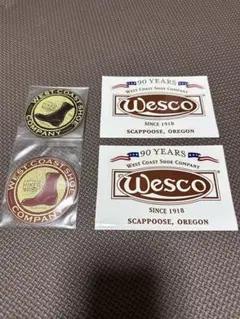 WEST COAST SHOE
COMPANY
90 YEARS
WEST COAST SHOE COMPANY
Wesco
SINCE 1918
SCAPPOOSE, OREGON
WEST COAST SHOE
COMPANY
90 YEARS
WEST COAST SHOE COMPANY
Wesco
SINCE 1918
SCAPPOOSE, OREGON